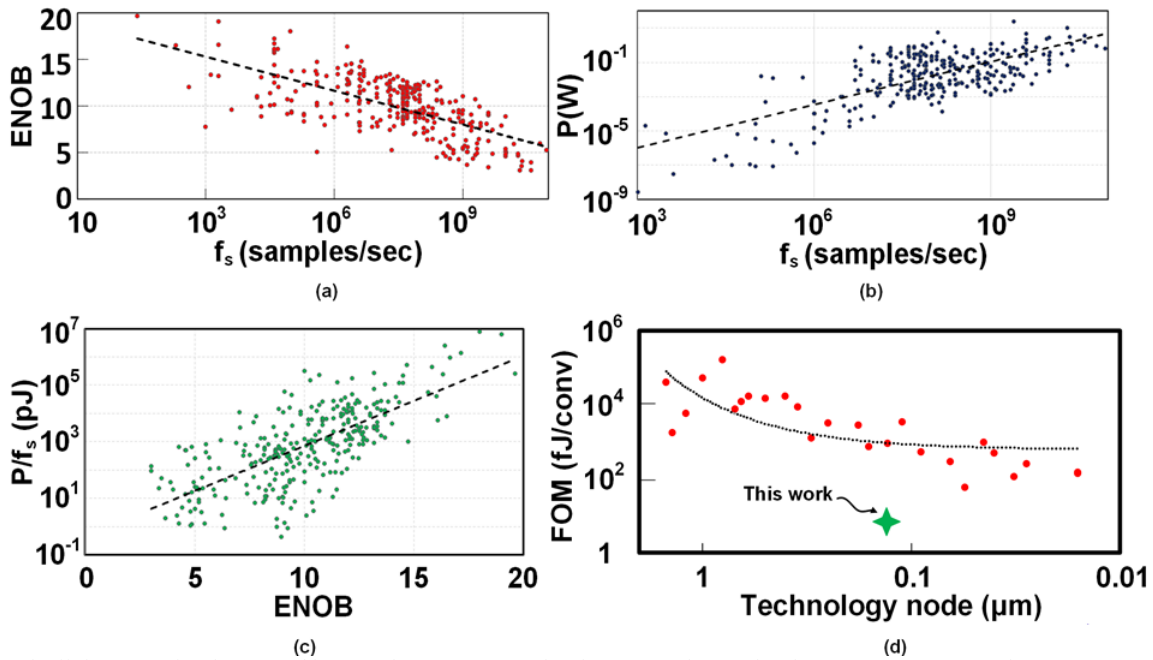 20
15
10
5
0
ENOB
10 10³ 10⁶ 10⁹
fₛ (samples/sec)
(a)
10⁻¹
10⁻⁵
10⁻⁹
P(W)
10³ 10⁶ 10⁹
fₛ (samples/sec)
(b)
10⁷
10⁵
10³
10¹
10⁻¹
P/fₛ (pJ)
0 5 10 15 20
ENOB
(c)
10⁶
10⁴
10²
1
FOM (fJ/conv)
This work
1 0.1 0.01
Technology node (μm)
(d)